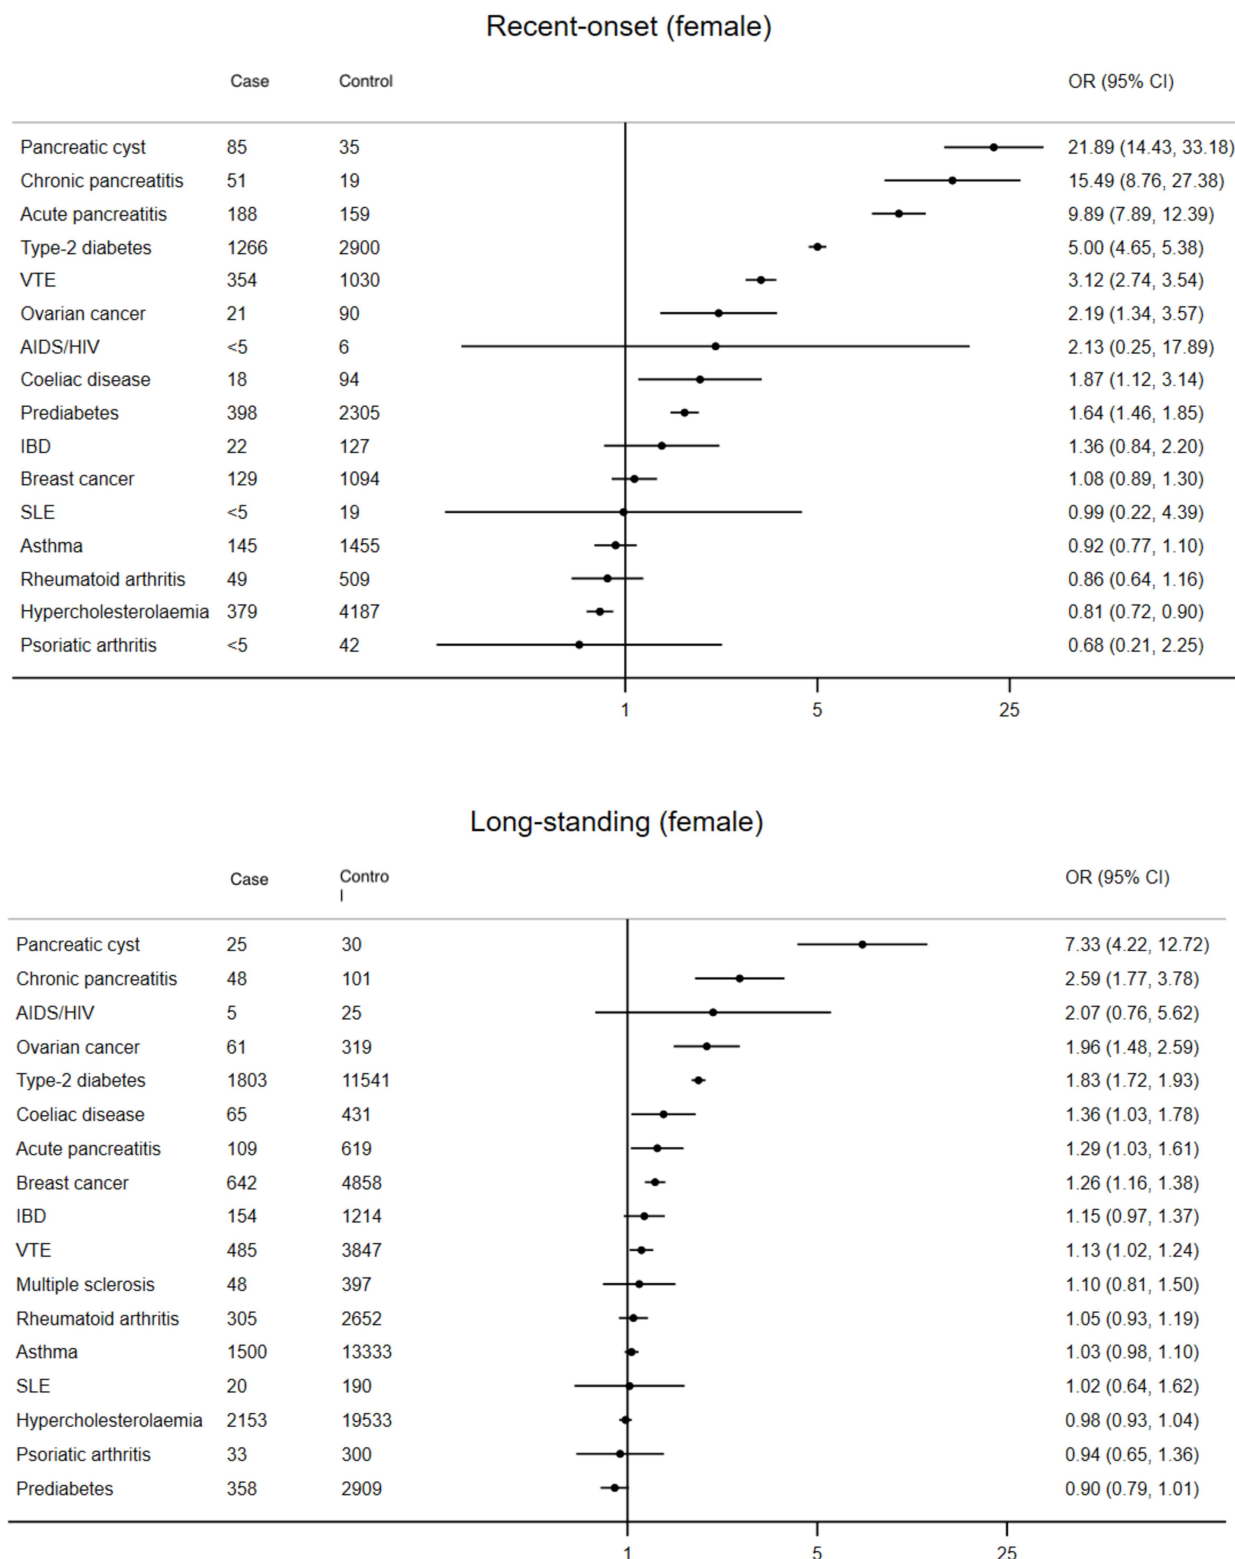 Recent-onset (female)
Case Control OR (95% CI)
Pancreatic cyst 85 35 21.89 (14.43, 33.18)
Chronic pancreatitis 51 19 15.49 (8.76, 27.38)
Acute pancreatitis 188 159 9.89 (7.89, 12.39)
Type-2 diabetes 1266 2900 5.00 (4.65, 5.38)
VTE 354 1030 3.12 (2.74, 3.54)
Ovarian cancer 21 90 2.19 (1.34, 3.57)
AIDS/HIV <5 6 2.13 (0.25, 17.89)
Coeliac disease 18 94 1.87 (1.12, 3.14)
Prediabetes 398 2305 1.64 (1.46, 1.85)
IBD 22 127 1.36 (0.84, 2.20)
Breast cancer 129 1094 1.08 (0.89, 1.30)
SLE <5 19 0.99 (0.22, 4.39)
Asthma 145 1455 0.92 (0.77, 1.10)
Rheumatoid arthritis 49 509 0.86 (0.64, 1.16)
Hypercholesterolaemia 379 4187 0.81 (0.72, 0.90)
Psoriatic arthritis <5 42 0.68 (0.21, 2.25)
1 5 25
Long-standing (female)
Case Contro OR (95% CI)
l
Pancreatic cyst 25 30 7.33 (4.22, 12.72)
Chronic pancreatitis 48 101 2.59 (1.77, 3.78)
AIDS/HIV 5 25 2.07 (0.76, 5.62)
Ovarian cancer 61 319 1.96 (1.48, 2.59)
Type-2 diabetes 1803 11541 1.83 (1.72, 1.93)
Coeliac disease 65 431 1.36 (1.03, 1.78)
Acute pancreatitis 109 619 1.29 (1.03, 1.61)
Breast cancer 642 4858 1.26 (1.16, 1.38)
IBD 154 1214 1.15 (0.97, 1.37)
VTE 485 3847 1.13 (1.02, 1.24)
Multiple sclerosis 48 397 1.10 (0.81, 1.50)
Rheumatoid arthritis 305 2652 1.05 (0.93, 1.19)
Asthma 1500 13333 1.03 (0.98, 1.10)
SLE 20 190 1.02 (0.64, 1.62)
Hypercholesterolaemia 2153 19533 0.98 (0.93, 1.04)
Psoriatic arthritis 33 300 0.94 (0.65, 1.36)
Prediabetes 358 2909 0.90 (0.79, 1.01)
1 5 25